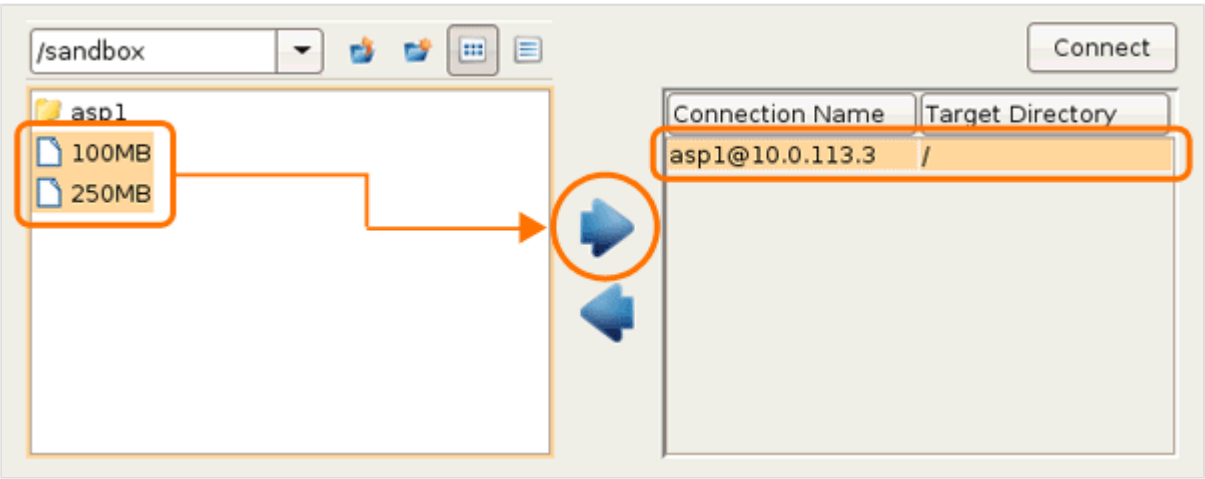 /sandbox
Connect
asp1
100MB
250MB
Connection Name Target Directory
asp1@10.0.113.3 /